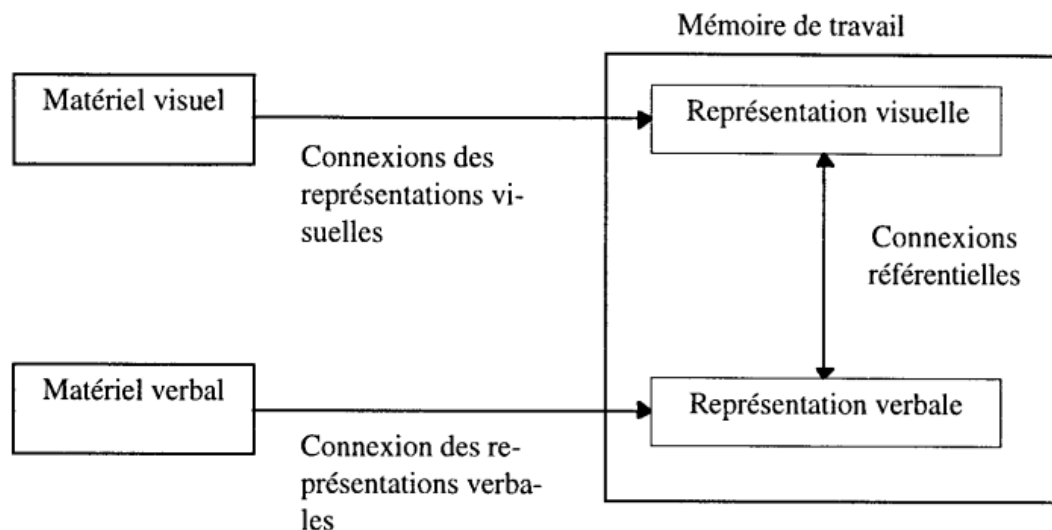 Mémoire de travail
Matériel visuel
Représentation visuelle
Connexions des
représentations vi-
suelles
Connexions
référentielles
Matériel verbal
Représentation verbale
Connexion des re-
présentations verba-
les